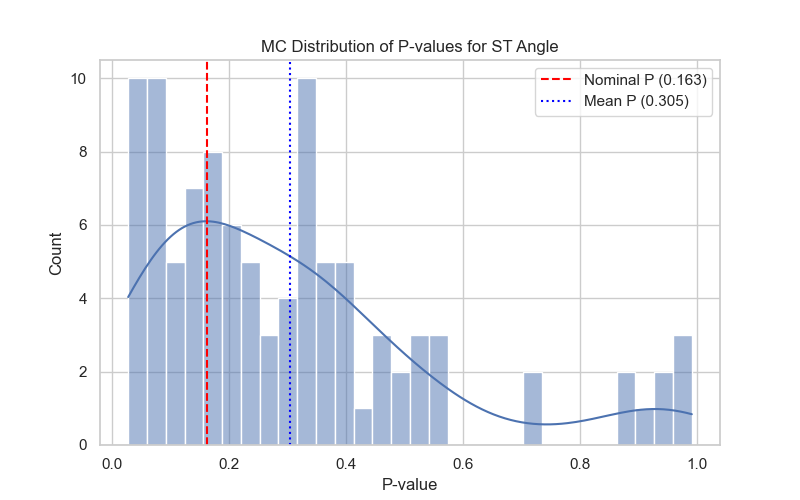 MC Distribution of P-values for ST Angle
Nominal P (0.163)
Mean P (0.305)
Count
10
8
6
4
2
0
0.0 0.2 0.4 0.6 0.8 1.0
P-value